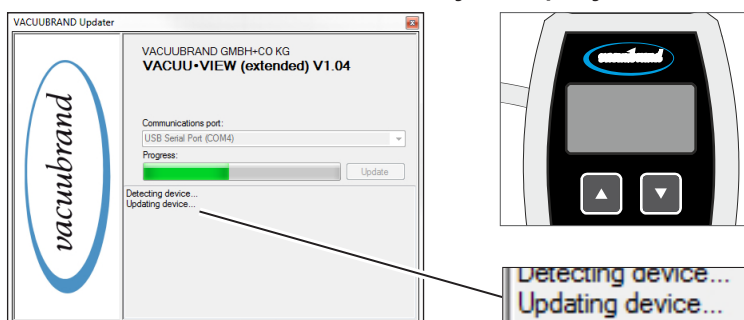 VACUUBRAND Updater
vacuubrand
VACUUBRAND GMBH+CO KG
VACUU•VIEW (extended) V1.04
Communications port:
USB Serial Port (COM4)
Progress:
Update
Detecting device...
Updating device...
vacuubrand
Detecting device...
Updating device...